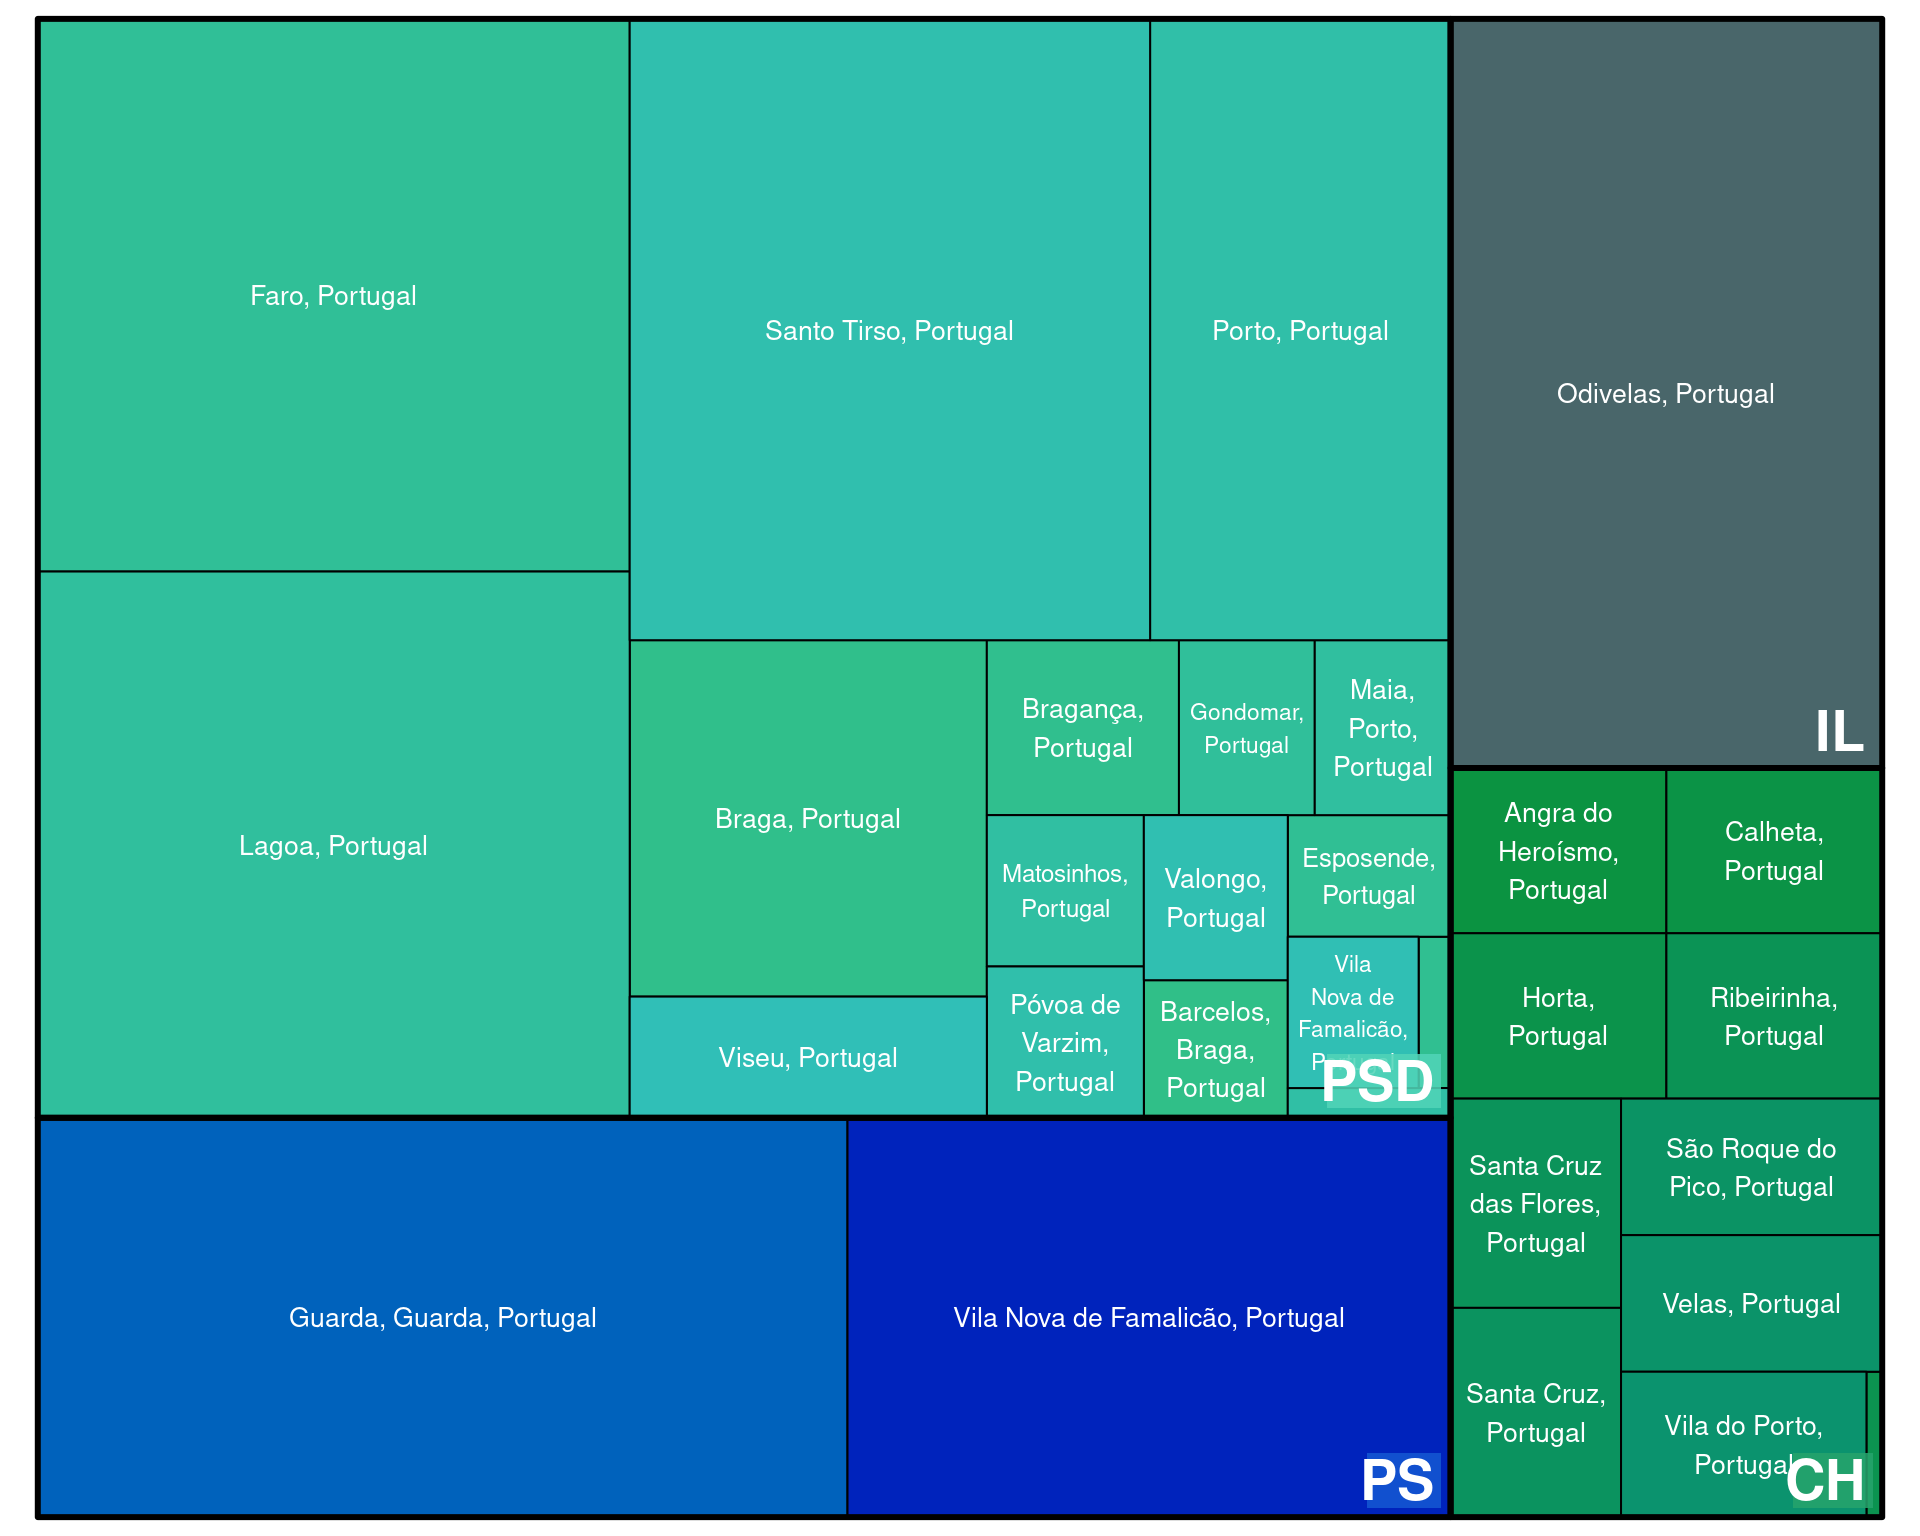 Faro, Portugal
Santo Tirso, Portugal
Porto, Portugal
Odivelas, Portugal
IL
Lagoa, Portugal
Braga, Portugal
Viseu, Portugal
Bragança,
Portugal
Gondomar,
Portugal
Maia,
Porto,
Portugal
Matosinhos,
Portugal
Valongo,
Portugal
Esposende,
Portugal
Póvoa de
Varzim,
Portugal
Barcelos,
Braga,
Portugal
Vila
Nova de
Famalicão,
PSD
Angra do
Heroísmo,
Portugal
Calheta,
Portugal
Horta,
Portugal
Ribeirinha,
Portugal
Santa Cruz
das Flores,
Portugal
São Roque do
Pico, Portugal
Velas, Portugal
Santa Cruz,
Portugal
Vila do Porto,
Portugal
CH
Guarda, Guarda, Portugal
Vila Nova de Famalicão, Portugal
PS